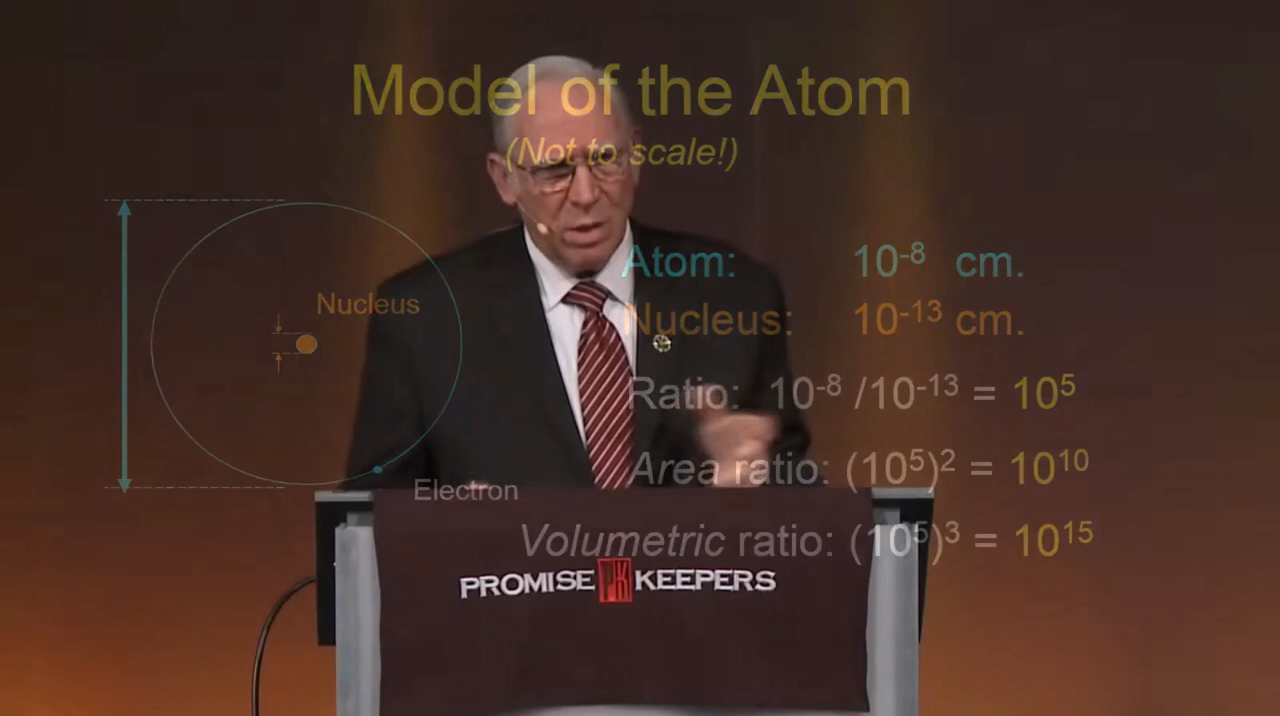 Model of the Atom
(Not to scale!)
Atom: 10⁻⁸ cm.
Nucleus
Nucleus: 10⁻¹³ cm.
Ratio: 10⁻⁸ /10⁻¹³ = 10⁵
Area ratio: (10⁵)² = 10¹⁰
Electron
Volumetric ratio: (10⁵)³ = 10¹⁵
PROMISE PK KEEPERS